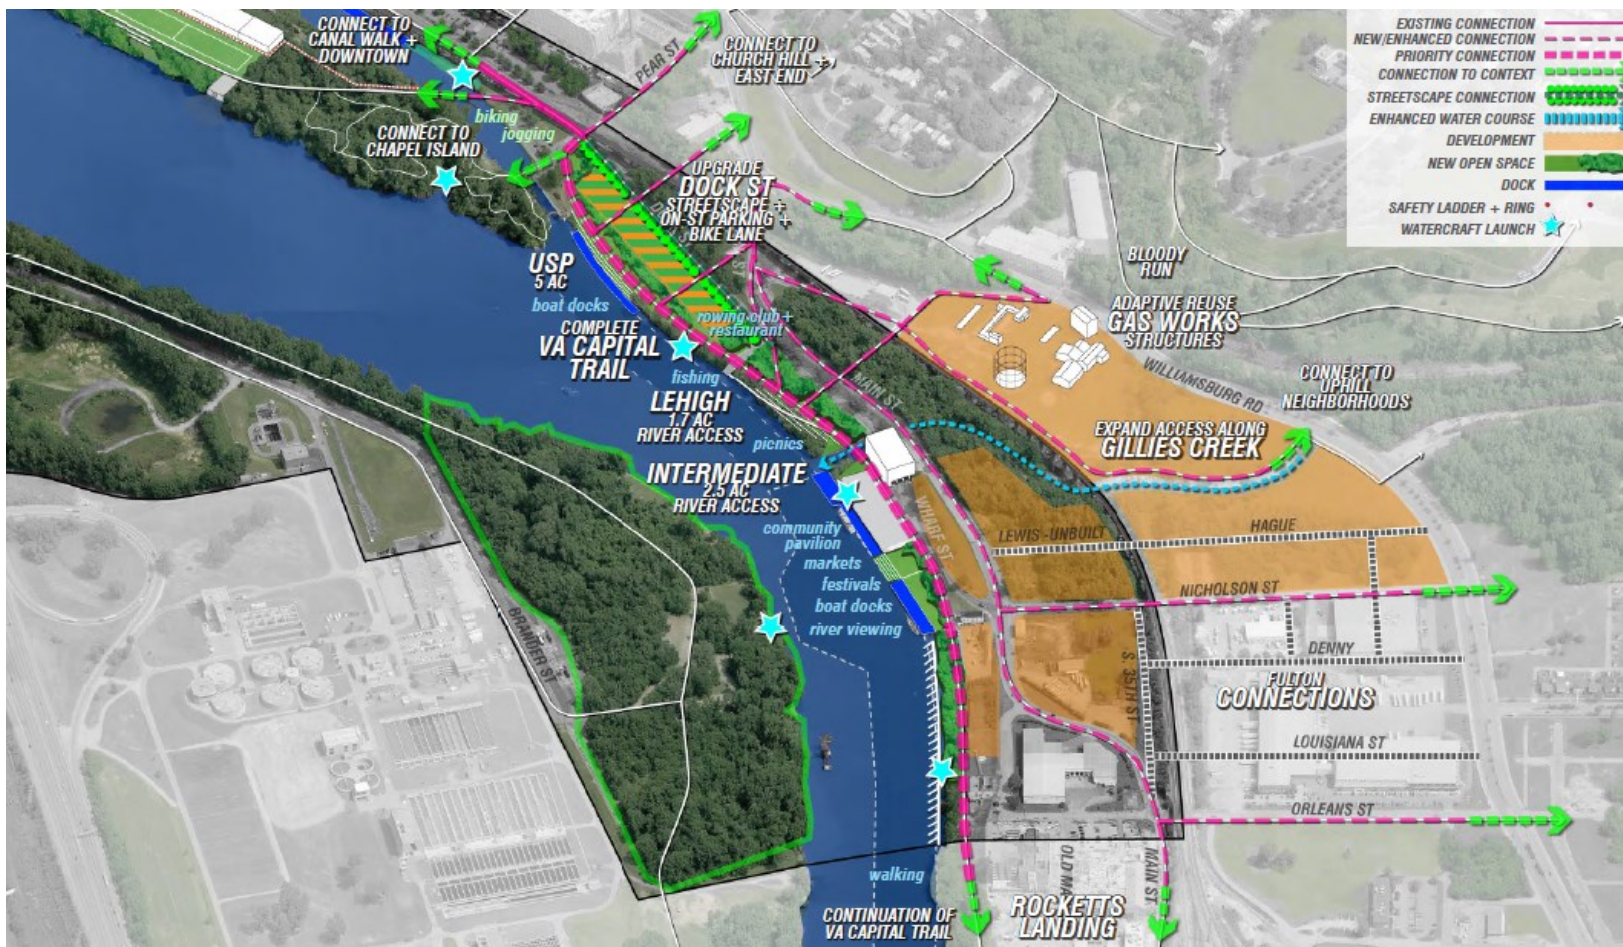 CONNECT TO
CANAL WALK +
DOWNTOWN
PEAR ST
CONNECT TO
CHURCH HILL +
EAST END
EXISTING CONNECTION
NEW/ENHANCED CONNECTION
PRIORITY CONNECTION
CONNECTION TO CONTEXT
STREETSCAPE CONNECTION
ENHANCED WATER COURSE
DEVELOPMENT
NEW OPEN SPACE
DOCK
SAFETY LADDER + RING
WATERCRAFT LAUNCH
biking
jogging
CONNECT TO
CHAPEL ISLAND
UPGRADE
DOCK ST
STREETSCAPE +
ON-ST PARKING +
BIKE LANE
USP
5 AC
boat docks
COMPLETE
VA CAPITAL
TRAIL
rowing club +
restaurant
fishing
BLOODY
RUN
ADAPTIVE REUSE
GAS WORKS
STRUCTURES
WILLIAMSBURG RD
CONNECT TO
UPHILL
NEIGHBORHOODS
MAIN ST
LEHIGH
1.7 AC
RIVER ACCESS
picnics
EXPAND ACCESS ALONG
GILLIES CREEK
INTERMEDIATE
2.5 AC
RIVER ACCESS
community
pavilion
markets
festivals
boat docks
river viewing
WHARF ST
LEWIS -UNBUILT
HAGUE
NICHOLSON ST
BRANDER ST
DENNY
S. 35TH ST
FULTON
CONNECTIONS
LOUISIANA ST
ORLEANS ST
walking
CONTINUATION OF
VA CAPITAL TRAIL
OLD MA
MAIN ST
ROCKETTS
LANDING